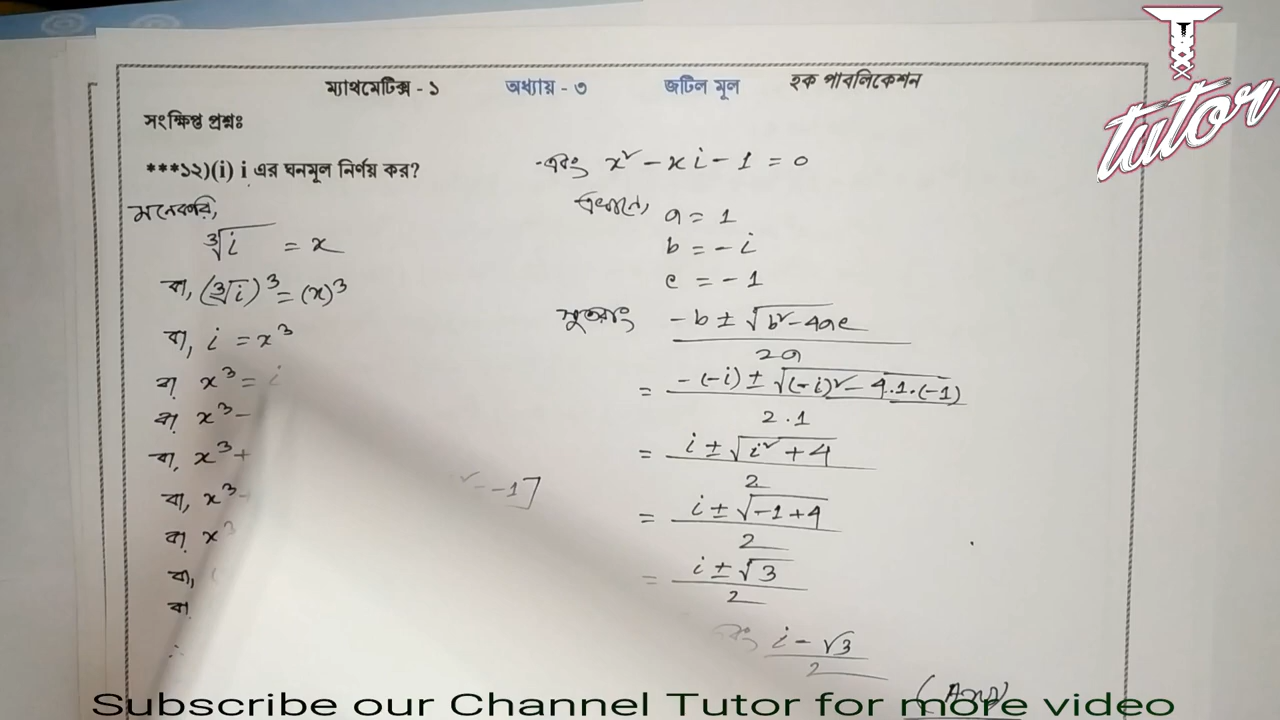 ম্যাথমেটিক্স - ১ অধ্যায় - ৩ জটিল মূল হক পাবলিকেশন
tutor
সংক্ষিপ্ত প্রশ্নঃ
***১২)(i) i এর ঘনমূল নির্ণয় কর?
মনেকরি,
∛i = x
বা, (∛i)³ = (x)³
বা, i = x³
বা, x³ = i
বা, x³ -
বা, x³ +
বা, x³
বা, x³
বা, (
বা
- -1]
এবং x² - xi - 1 = 0
এখানে, a = 1
b = - i
c = - 1
সুতরাং -b ± √b² - 4ac / 2a
= -(-i) ± √(-i)² - 4.1.(-1) / 2.1
= i ± √i² + 4 / 2
= i ± √-1+4 / 2
= i ± √3 / 2
এবং i - √3 / 2
(Ans)
Subscribe our Channel Tutor for more video